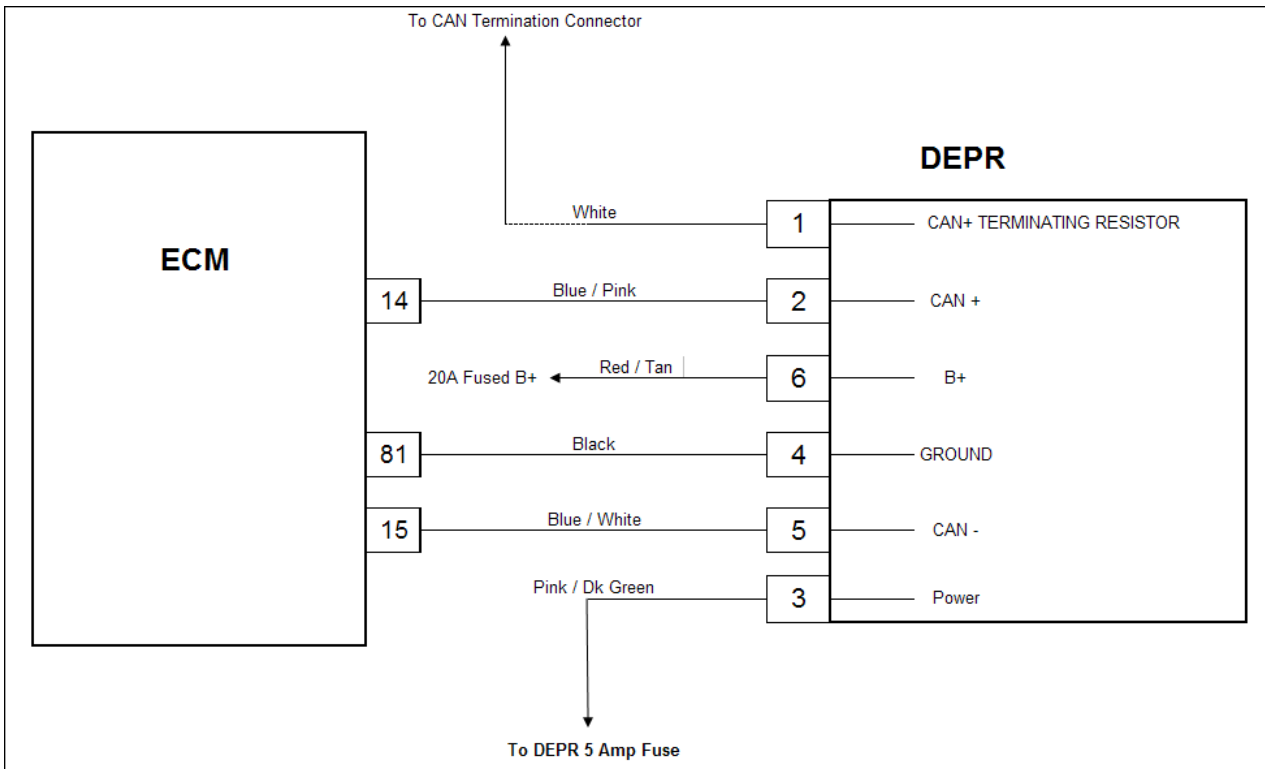 To CAN Termination Connector
DEPR
White
1
CAN+ TERMINATING RESISTOR
ECM
14
Blue / Pink
2
CAN +
20A Fused B+
Red / Tan
6
B+
81
Black
4
GROUND
15
Blue / White
5
CAN -
Pink / Dk Green
3
Power
To DEPR 5 Amp Fuse